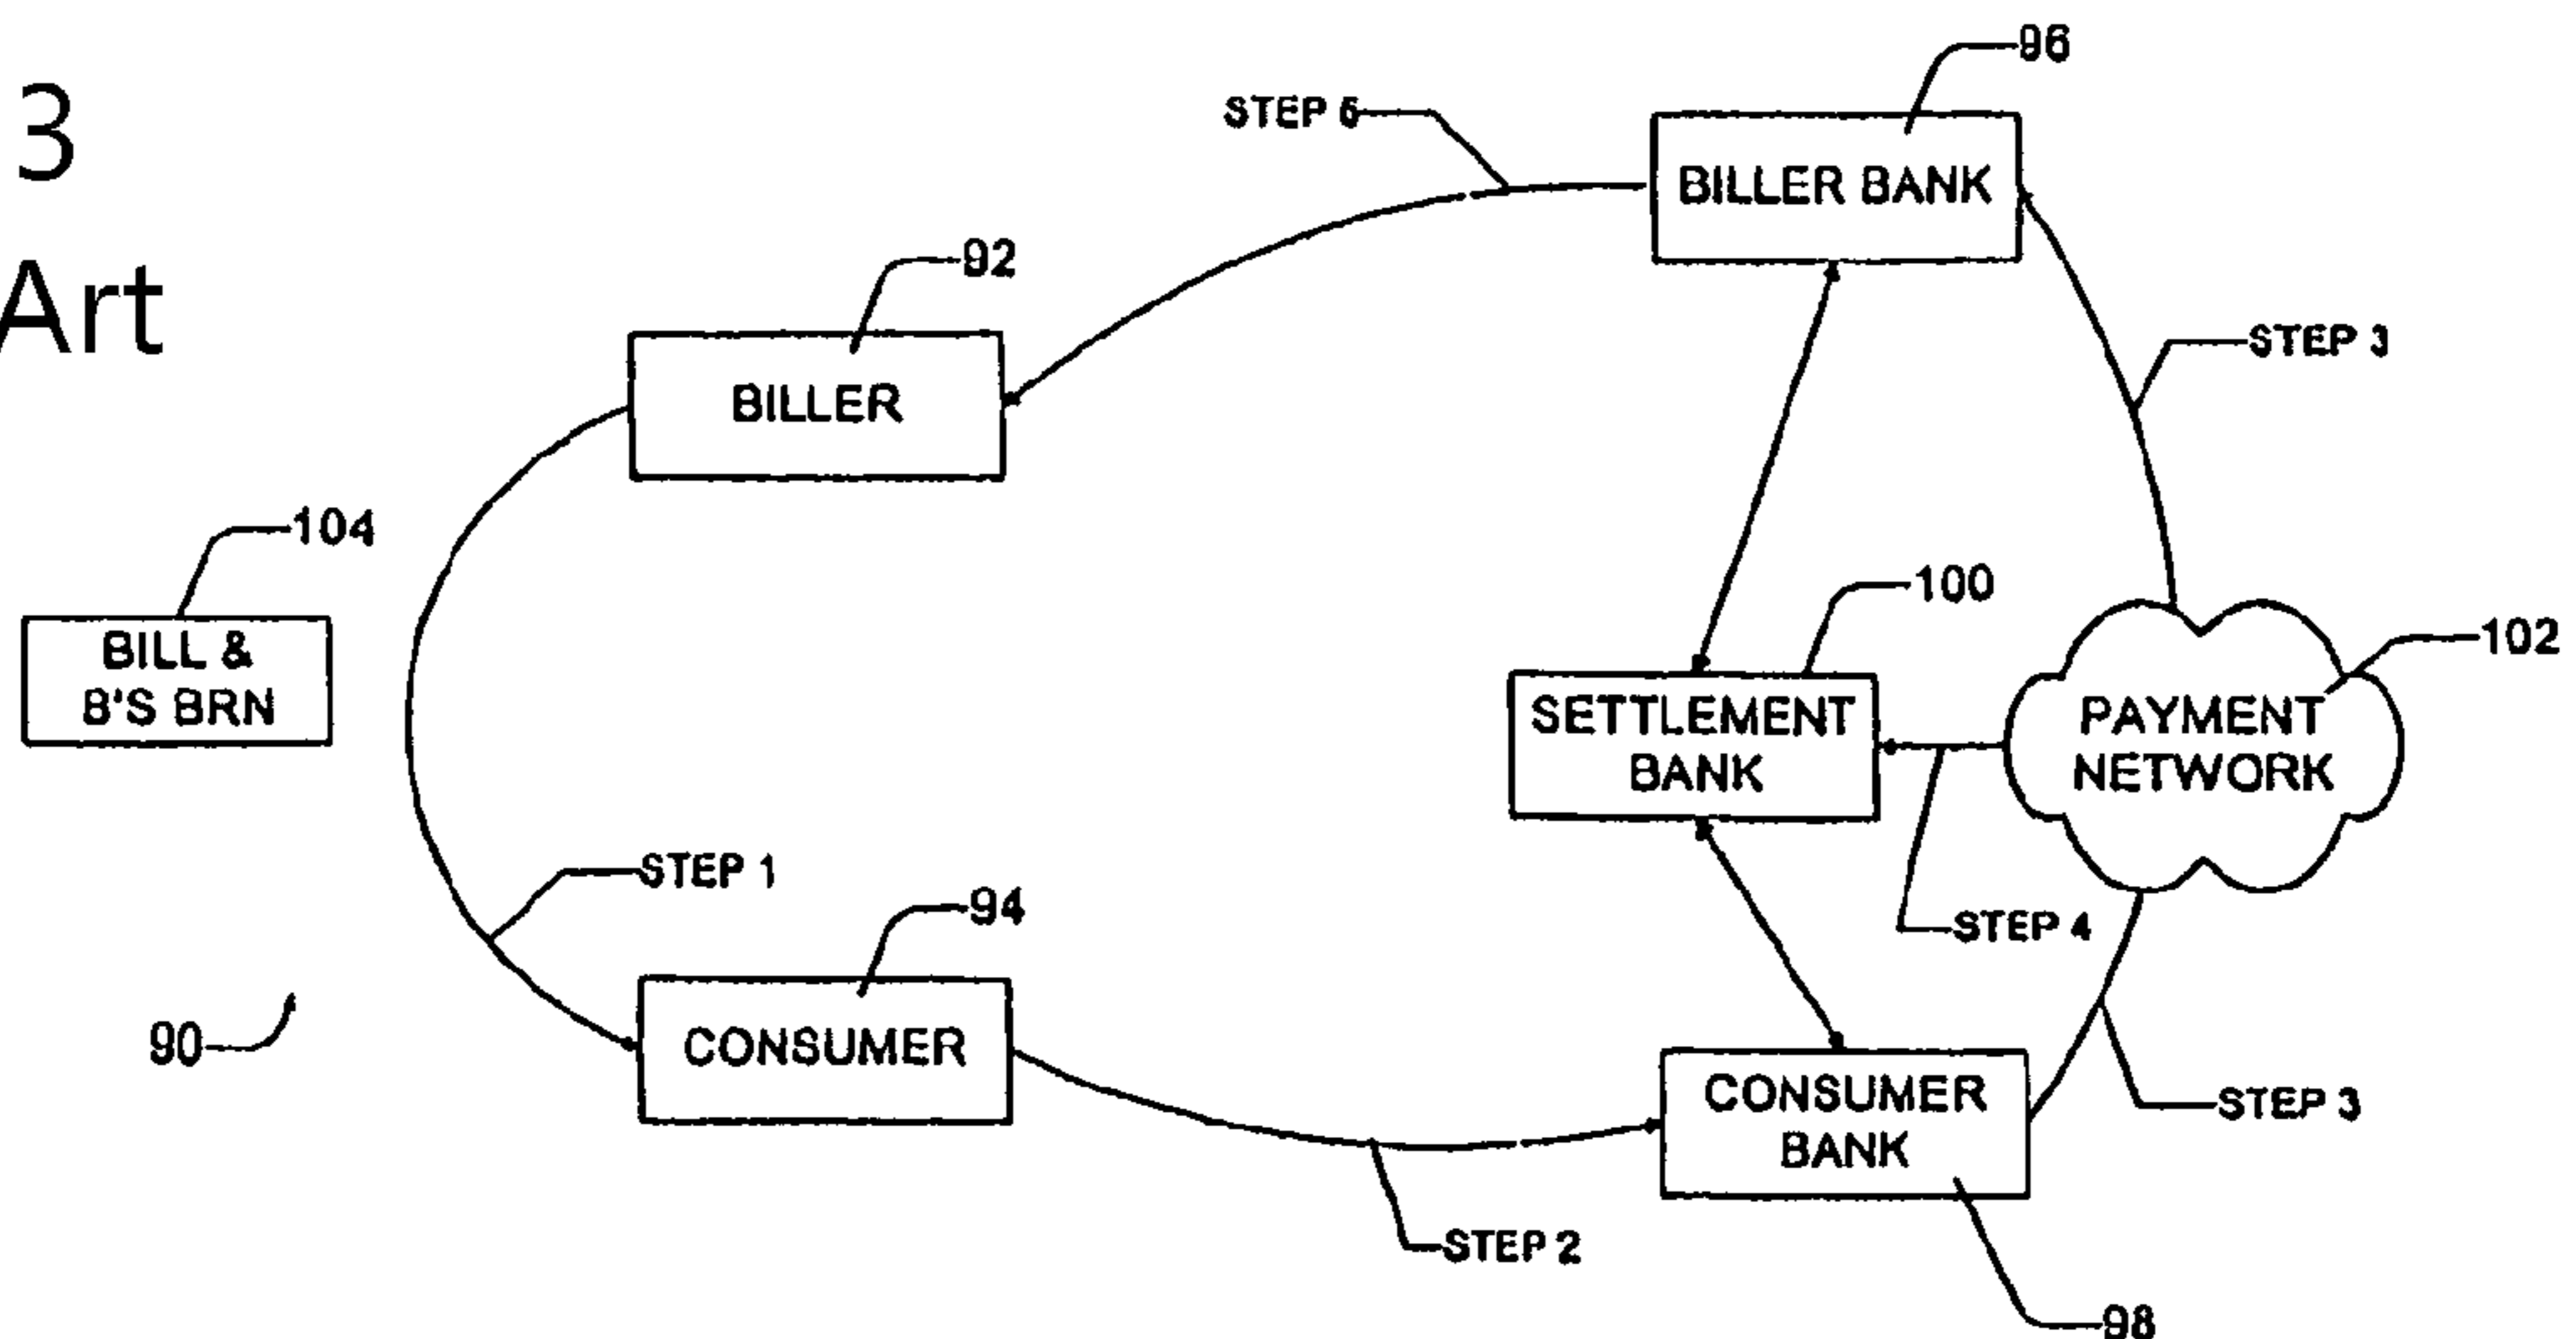 3
Art
96
STEP 5
BILLER BANK
92
STEP 3
BILLER
104
100
BILL &
B'S BRN
102
SETTLEMENT
BANK
PAYMENT
NETWORK
STEP 1
94
STEP 4
90
CONSUMER
CONSUMER
BANK
STEP 3
STEP 2
98